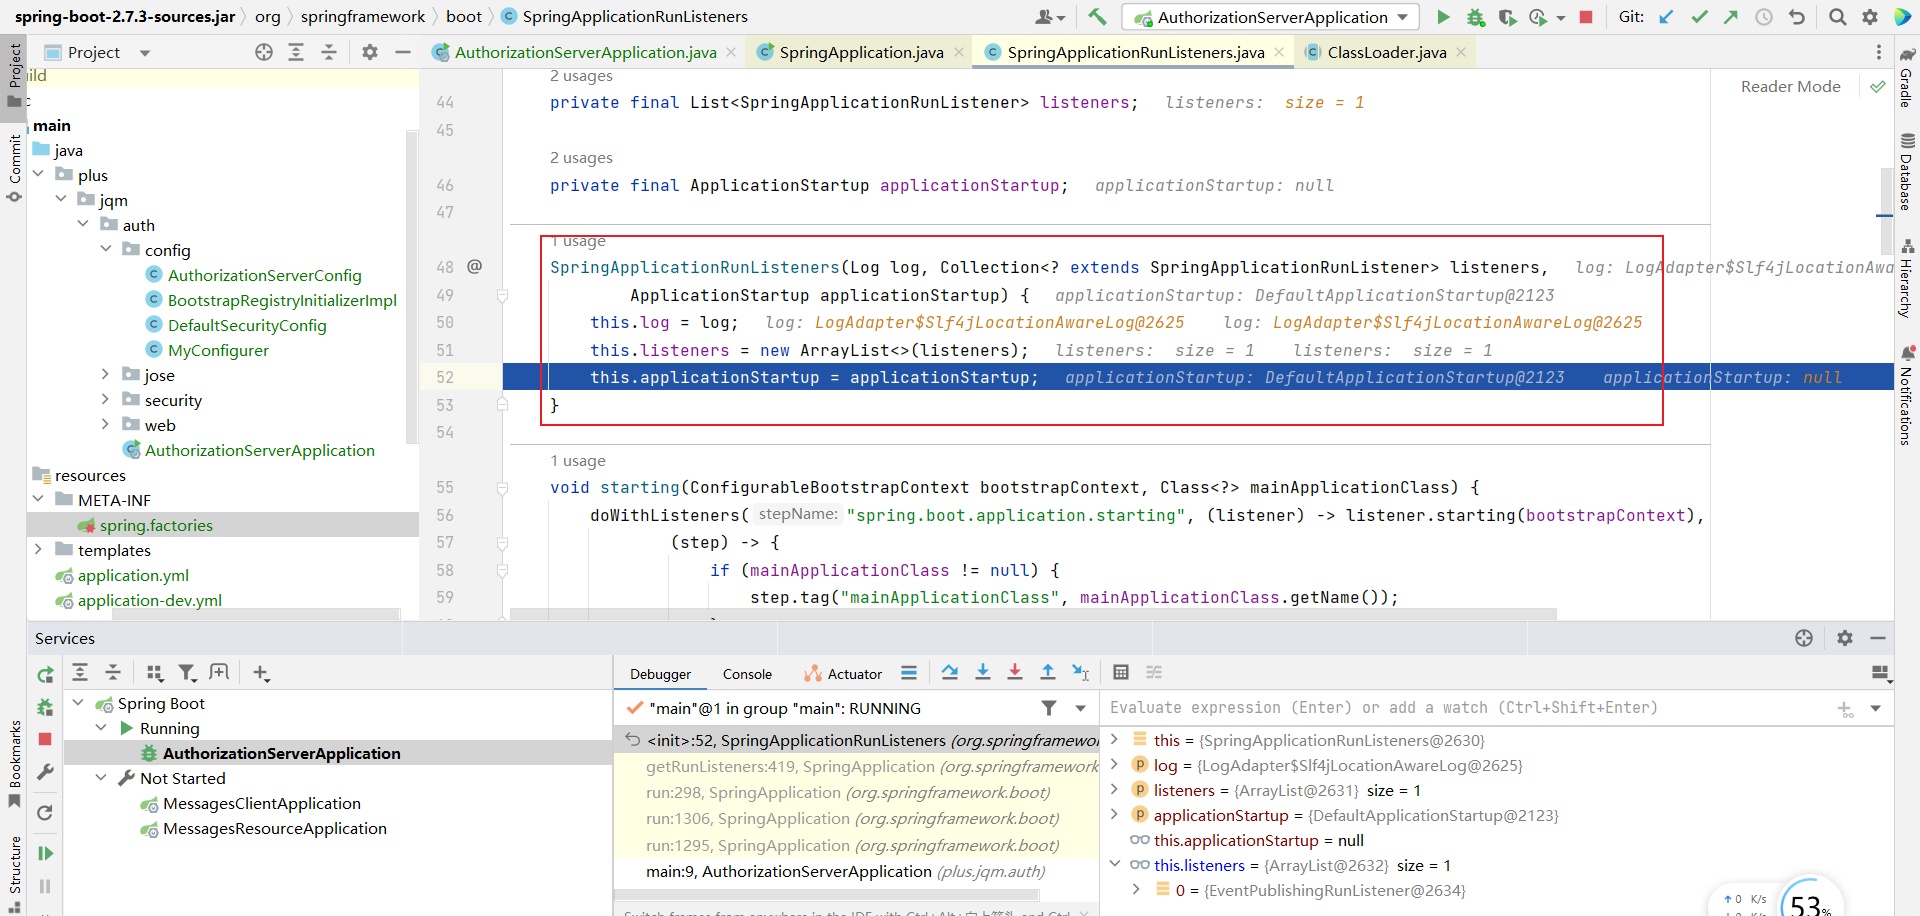 spring-boot-2.7.3-sources.jar org springframework boot SpringApplicationRunListeners
AuthorizationServerApplication
Git:
Project
AuthorizationServerApplication.java
SpringApplication.java
SpringApplicationRunListeners.java
ClassLoader.java
Project
Commit
Bookmarks
Structure
Gradle
Database
Hierarchy
Notifications
Reader Mode
main
java
plus
jqm
auth
config
AuthorizationServerConfig
BootstrapRegistryInitializerImpl
DefaultSecurityConfig
MyConfigurer
jose
security
web
AuthorizationServerApplication
resources
META-INF
spring.factories
templates
application.yml
application-dev.yml
2 usages
44 private final List<SpringApplicationRunListener> listeners; listeners: size = 1
45
2 usages
46 private final ApplicationStartup applicationStartup; applicationStartup: null
47
1 usage
48 @ SpringApplicationRunListeners(Log log, Collection<? extends SpringApplicationRunListener> listeners, log: LogAdapter$Slf4jLocationAwa
49 ApplicationStartup applicationStartup) { applicationStartup: DefaultApplicationStartup@2123
50 this.log = log; log: LogAdapter$Slf4jLocationAwareLog@2625 log: LogAdapter$Slf4jLocationAwareLog@2625
51 this.listeners = new ArrayList<>(listeners); listeners: size = 1 listeners: size = 1
52 this.applicationStartup = applicationStartup; applicationStartup: DefaultApplicationStartup@2123 applicationStartup: null
53 }
54
1 usage
55 void starting(ConfigurableBootstrapContext bootstrapContext, Class<?> mainApplicationClass) {
56 doWithListeners( stepName: "spring.boot.application.starting", (listener) -> listener.starting(bootstrapContext),
57 (step) -> {
58 if (mainApplicationClass != null) {
59 step.tag("mainApplicationClass", mainApplicationClass.getName());
Services
Spring Boot
Running
AuthorizationServerApplication
Not Started
MessagesClientApplication
MessagesResourceApplication
Debugger Console Actuator
"main"@1 in group "main": RUNNING
<init>:52, SpringApplicationRunListeners (org.springframewor
getRunListeners:419, SpringApplication (org.springframework
run:298, SpringApplication (org.springframework.boot)
run:1306, SpringApplication (org.springframework.boot)
run:1295, SpringApplication (org.springframework.boot)
main:9, AuthorizationServerApplication (plus.jqm.auth)
Evaluate expression (Enter) or add a watch (Ctrl+Shift+Enter)
this = {SpringApplicationRunListeners@2630}
log = {LogAdapter$Slf4jLocationAwareLog@2625}
listeners = {ArrayList@2631} size = 1
applicationStartup = {DefaultApplicationStartup@2123}
this.applicationStartup = null
this.listeners = {ArrayList@2632} size = 1
0 = {EventPublishingRunListener@2634}
↑ 0 K/s
53%